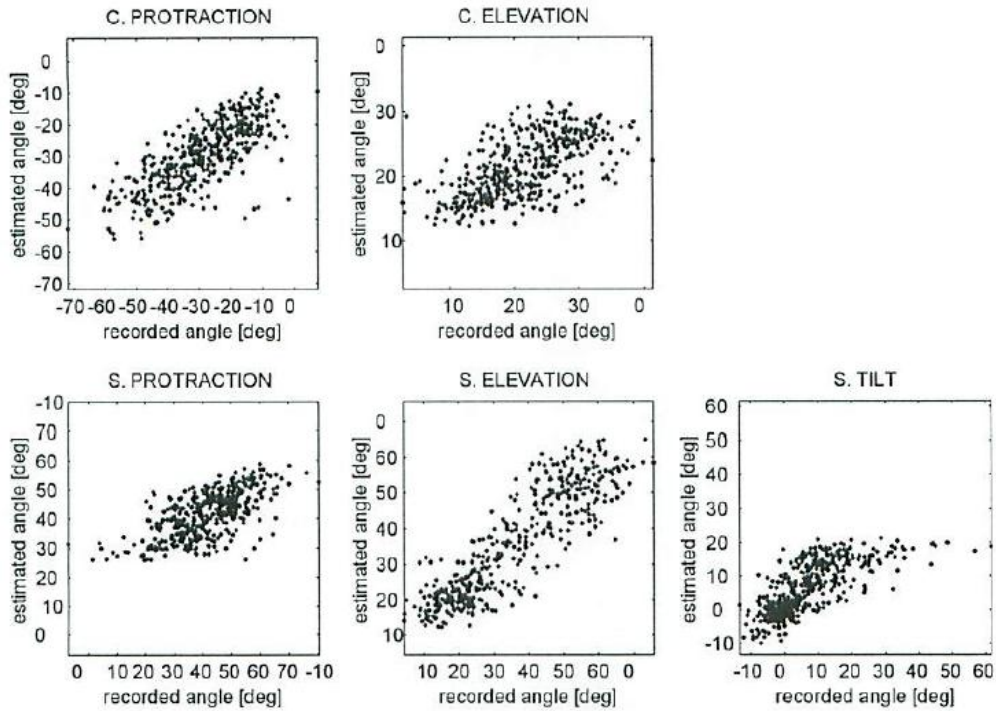 C. PROTRACTION
C. ELEVATION
estimated angle [deg]
0
-10
-20
-30
-40
-50
-60
-70
-70 -60 -50 -40 -30 -20 -10 0
recorded angle [deg]
estimated angle [deg]
0
30
20
10
10 20 30 0
recorded angle [deg]
S. PROTRACTION
S. ELEVATION
S. TILT
estimated angle [deg]
-10
70
60
50
40
30
20
10
0
0 10 20 30 40 50 60 70 -10
recorded angle [deg]
estimated angle [deg]
0
60
50
40
30
20
10
10 20 30 40 50 60 0
recorded angle [deg]
estimated angle [deg]
60
50
40
30
20
10
0
-10
-10 0 10 20 30 40 50 60
recorded angle [deg]